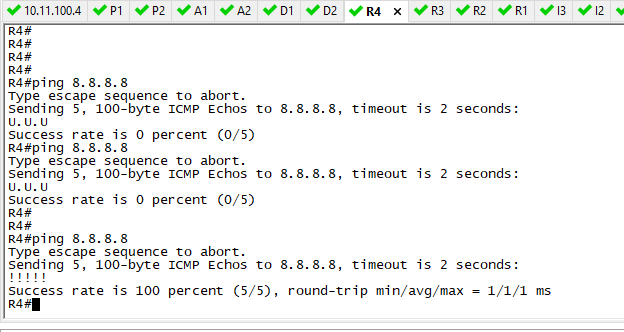 10.11.100.4 P1 P2 A1 A2 D1 D2 R4 × R3 R2 R1 I3 I2
R4#
R4#
R4#
R4#
R4#ping 8.8.8.8
Type escape sequence to abort.
Sending 5, 100-byte ICMP Echos to 8.8.8.8, timeout is 2 seconds:
U.U.U
Success rate is 0 percent (0/5)
R4#ping 8.8.8.8
Type escape sequence to abort.
Sending 5, 100-byte ICMP Echos to 8.8.8.8, timeout is 2 seconds:
U.U.U
Success rate is 0 percent (0/5)
R4#
R4#
R4#ping 8.8.8.8
Type escape sequence to abort.
Sending 5, 100-byte ICMP Echos to 8.8.8.8, timeout is 2 seconds:
!!!!!
Success rate is 100 percent (5/5), round-trip min/avg/max = 1/1/1 ms
R4#